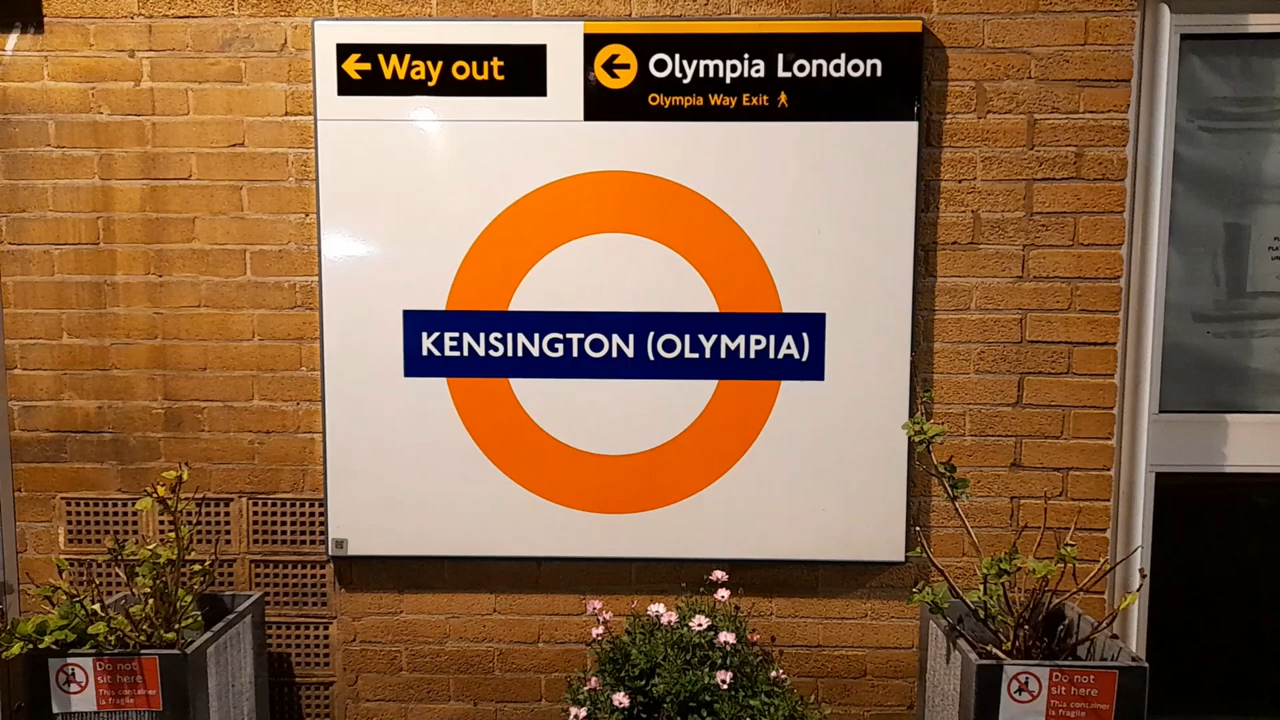 ← Way out
← Olympia London
Olympia Way Exit
KENSINGTON (OLYMPIA)
Do not
sit here
This container
is fragile
Do not
sit here
This container
is fragile